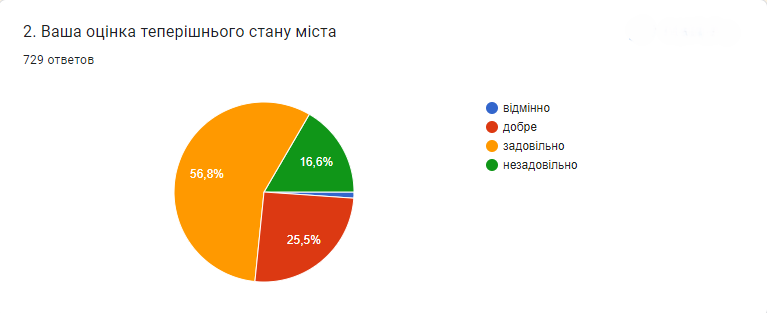 2. Ваша оцінка теперішнього стану міста
729 ответов
відмінно
добре
задовільно
незадовільно
16,6%
56,8%
25,5%